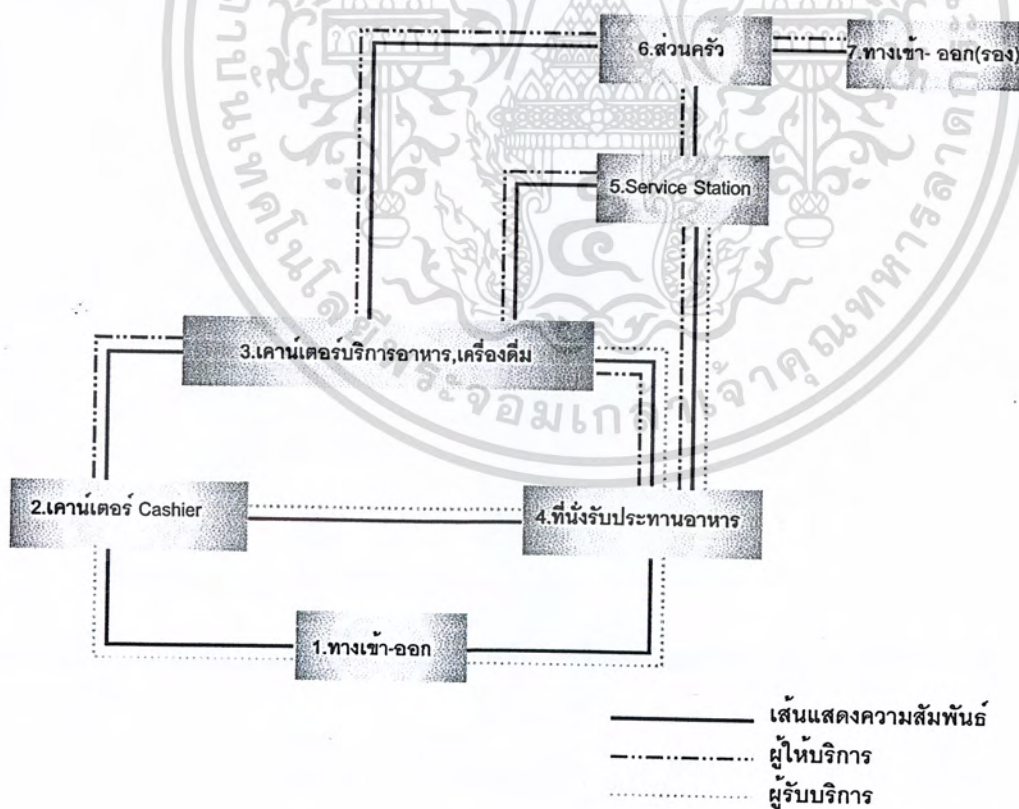 6.ส่วนครัว
7.ทางเข้า- ออก(รอง)
5.Service Station
3.เคาน์เตอร์บริการอาหาร,เครื่องดื่ม
2.เคาน์เตอร์ Cashier
4.ที่นั่งรับประทานอาหาร
1.ทางเข้า-ออก
เส้นแสดงความสัมพันธ์
ผู้ให้บริการ
ผู้รับบริการ